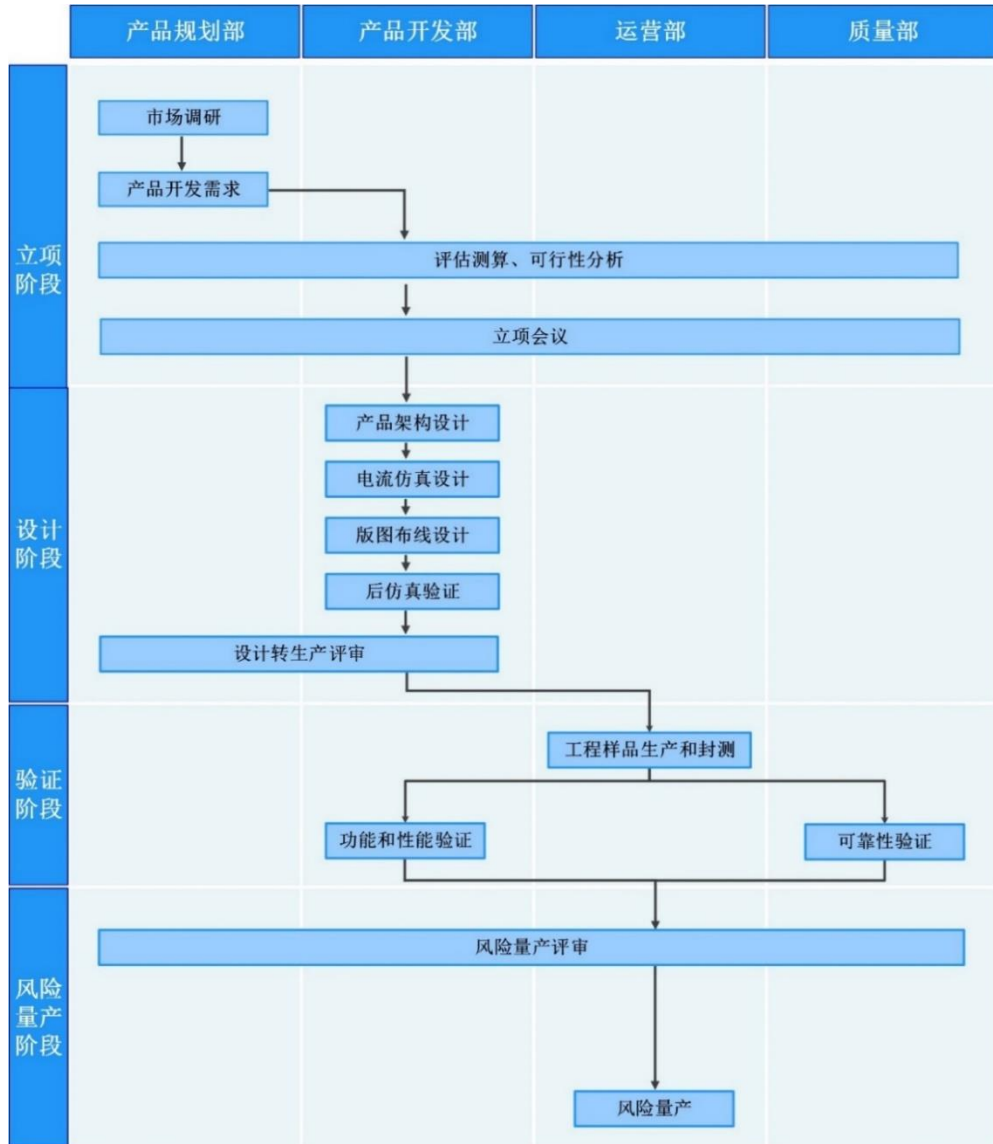 产品规划部
产品开发部
运营部
质量部
立项
阶段
市场调研
产品开发需求
评估测算、可行性分析
立项会议
设计
阶段
产品架构设计
电流仿真设计
版图布线设计
后仿真验证
设计转生产评审
验证
阶段
工程样品生产和封测
功能和性能验证
可靠性验证
风险
量产
阶段
风险量产评审
风险量产